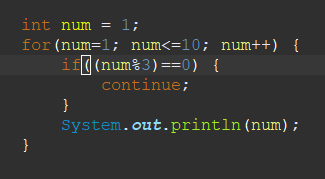 int num = 1;
for(num=1; num<=10; num++) {
    if((num%3)==0) {
        continue;
    }
    System.out.println(num);
}